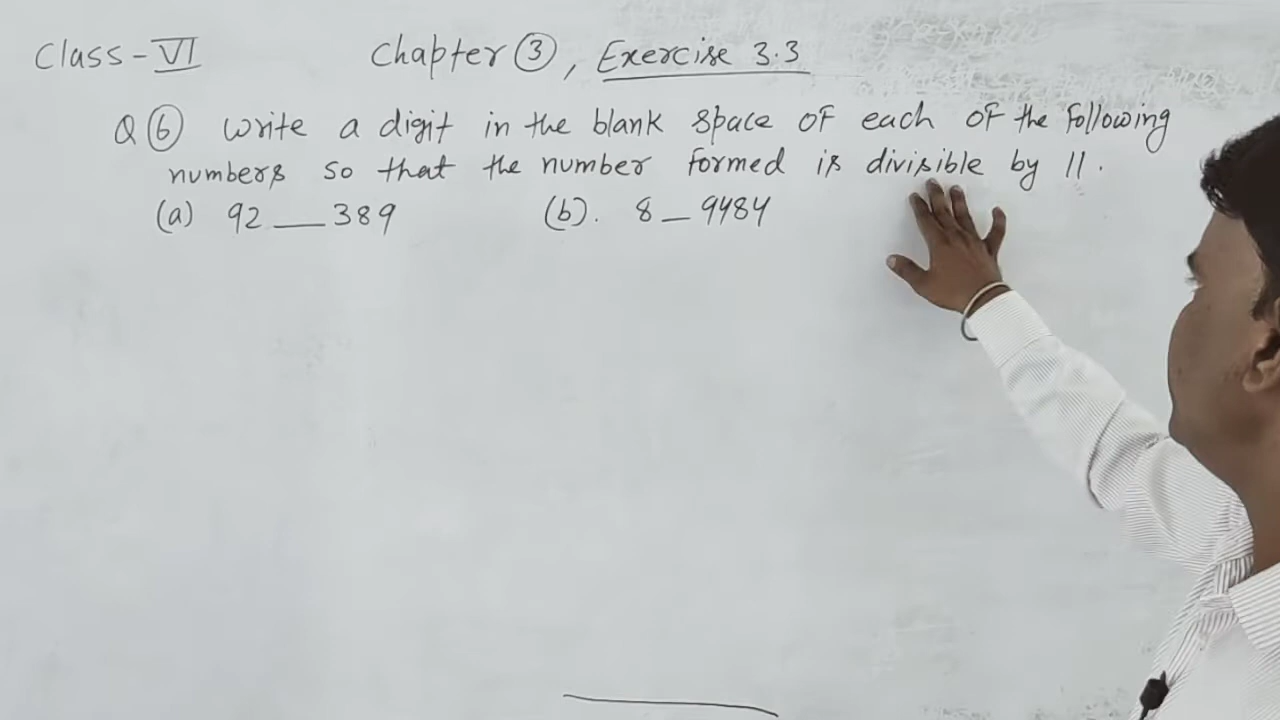 Class-VI Chapter ③, Exercise 3.3
Q ⑥ Write a digit in the blank space of each of the following
numbers so that the number formed is divisible by 11.
(a) 92 __ 389 (b). 8 _ 9484